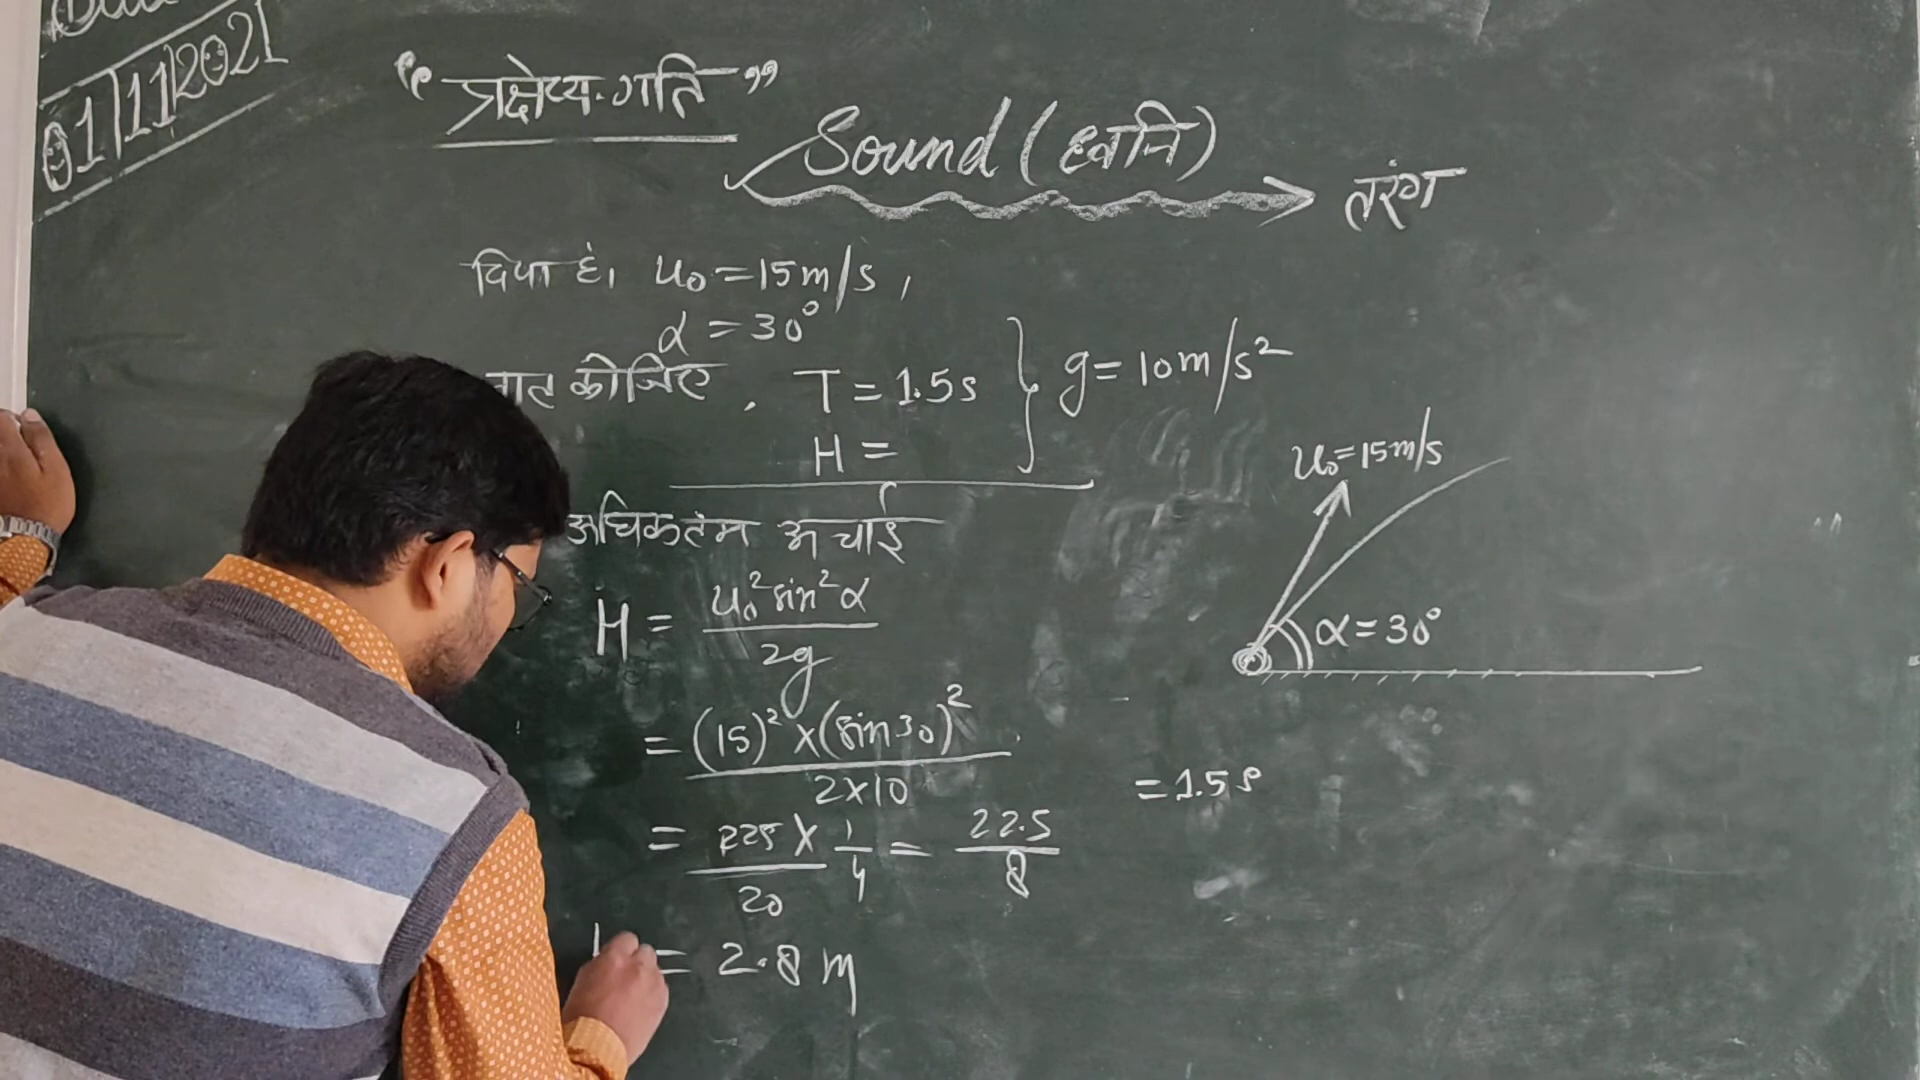 01/11/2021
"प्रक्षेप्य-गति"
Sound (ध्वनि)
तरंग
दिया है, u₀ = 15 m/s,
α = 30°
कीजिए, T = 1.5 s
H =
g = 10 m/s²
अधिकतम ऊचाई
H = u₀² sin² α / 2g
= (15)² × (sin 30)² / 2×10
= 225 × 1/4 / 20 = 22.5 / 8
= 2.8 m
= 1.5 s
u₀ = 15 m/s
α = 30°